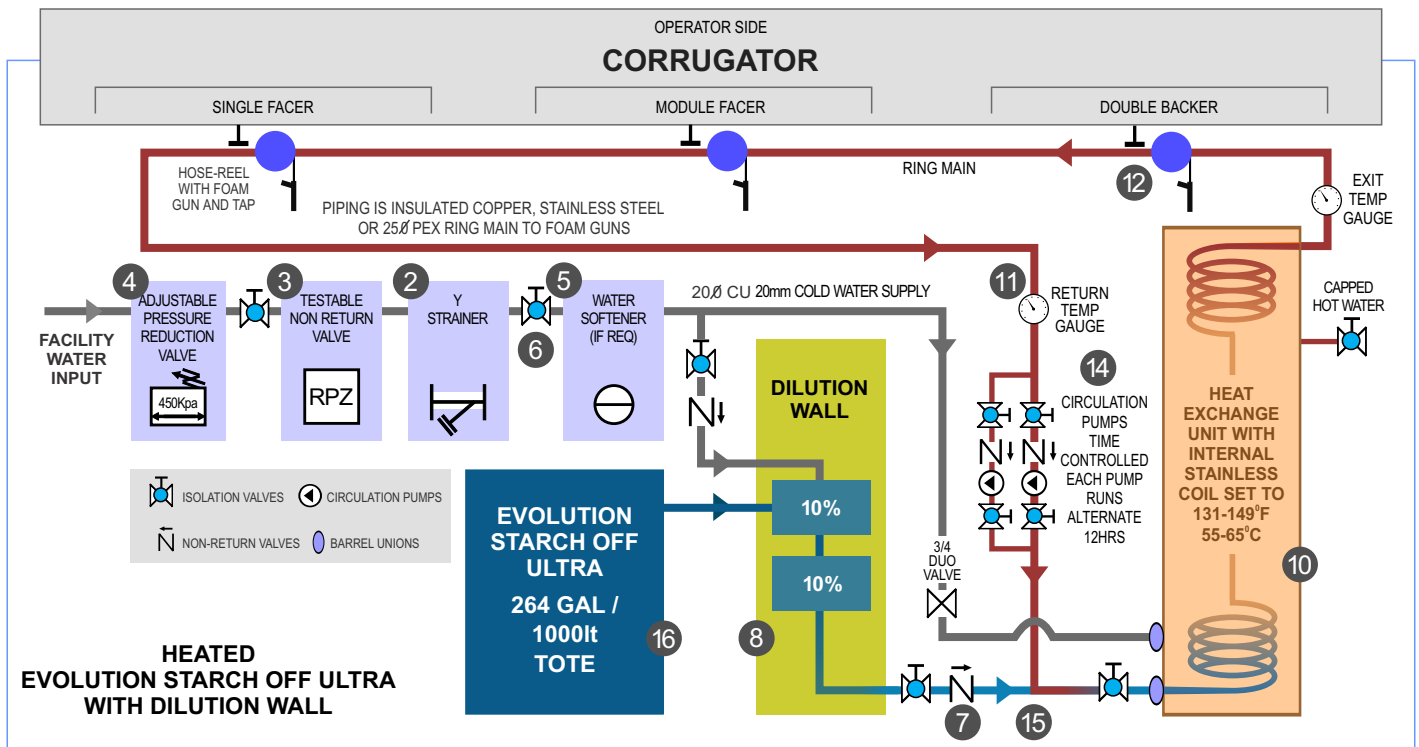 OPERATOR SIDE
CORRUGATOR
SINGLE FACER
MODULE FACER
DOUBLE BACKER
HOSE-REEL
WITH FOAM
GUN AND TAP
RING MAIN
12
EXIT
TEMP
GAUGE
PIPING IS INSULATED COPPER, STAINLESS STEEL
OR 25Ø PEX RING MAIN TO FOAM GUNS
FACILITY
WATER
INPUT
4
ADJUSTABLE
PRESSURE
REDUCTION
VALVE
450Kpa
3
TESTABLE
NON RETURN
VALVE
RPZ
2
Y
STRAINER
6
5
WATER
SOFTENER
(IF REQ)
20Ø CU 20mm COLD WATER SUPPLY
11
RETURN
TEMP
GAUGE
CAPPED
HOT WATER
14
CIRCULATION
PUMPS
TIME
CONTROLLED
EACH PUMP
RUNS
ALTERNATE
12HRS
HEAT
EXCHANGE
UNIT WITH
INTERNAL
STAINLESS
COIL SET TO
131-149°F
55-65°C
10
DILUTION
WALL
10%
10%
8
3/4
DUO
VALVE
ISOLATION VALVES
CIRCULATION PUMPS
NON-RETURN VALVES
BARREL UNIONS
EVOLUTION
STARCH OFF
ULTRA
264 GAL /
1000lt
TOTE
16
7
15
HEATED
EVOLUTION STARCH OFF ULTRA
WITH DILUTION WALL